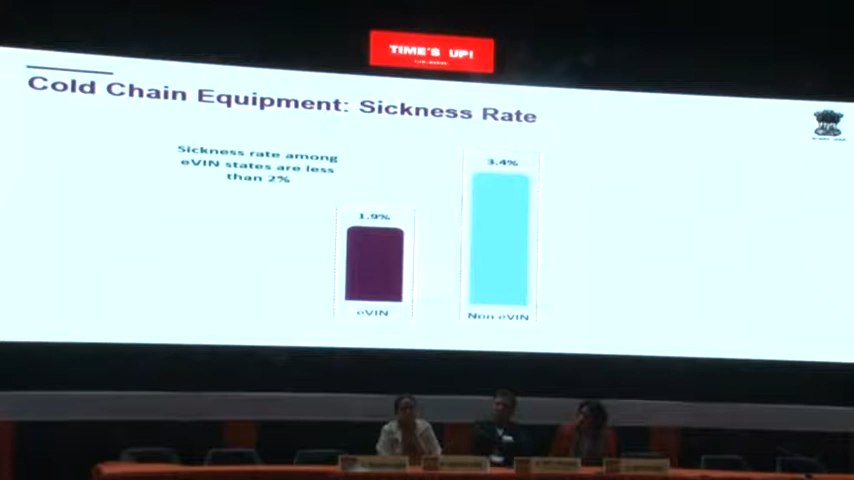 TIME'S UP!
Cold Chain Equipment: Sickness Rate
Sickness rate among
eVIN states are less
than 2%
3.4%
1.9%
eVIN
Non eVIN